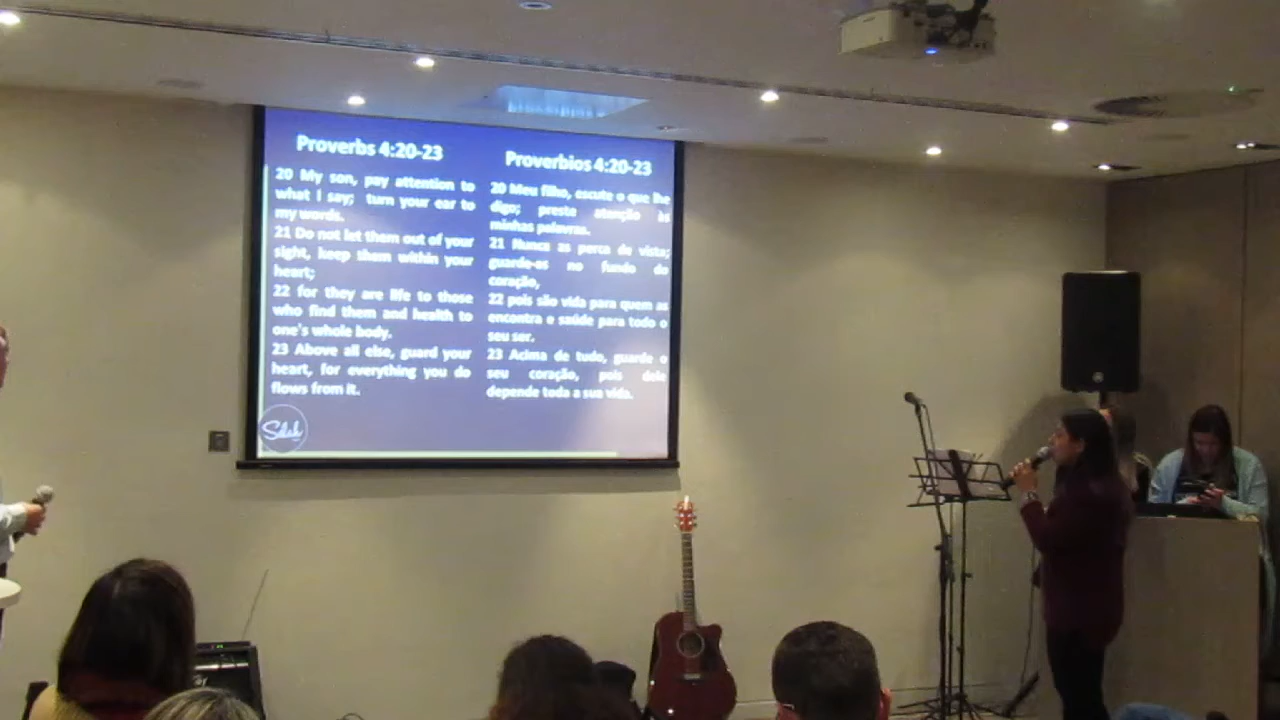 Proverbs 4:20-23
20 My son, pay attention to
what I say; turn your ear to
my words.
21 Do not let them out of your
sight, keep them within your
heart;
22 for they are life to those
who find them and health to
one's whole body.
23 Above all else, guard your
heart, for everything you do
flows from it.
Proverbios 4:20-23
20 Meu filho, escute o que lhe
digo; preste atenção às
minhas palavras.
21 Nunca as perca de vista;
guarde-as no fundo do
coração,
22 pois são vida para quem as
encontra e saúde para todo o
seu ser.
23 Acima de tudo, guarde o
seu coração, pois dele
depende toda a sua vida.
Selah